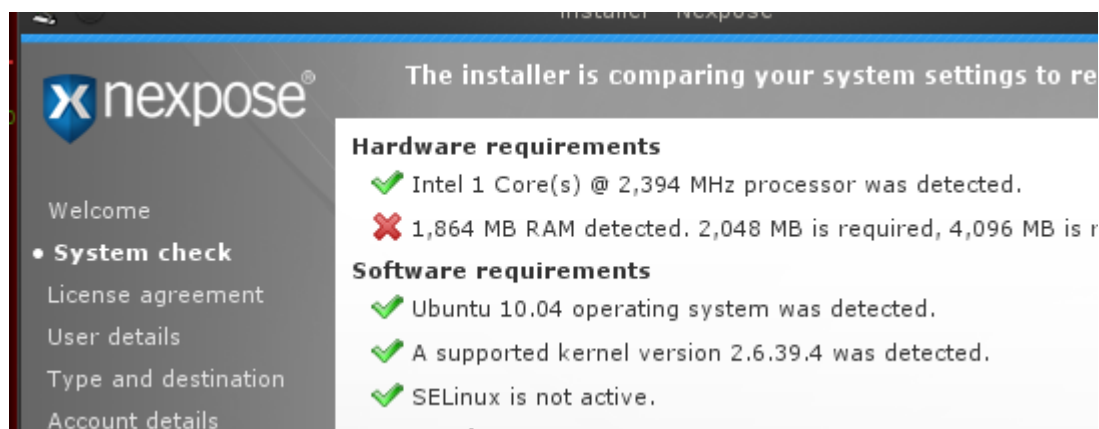 Installer - Nexpose
nexpose®
The installer is comparing your system settings to re
Hardware requirements
Intel 1 Core(s) @ 2,394 MHz processor was detected.
1,864 MB RAM detected. 2,048 MB is required, 4,096 MB is r
Welcome
• System check
Software requirements
License agreement
Ubuntu 10.04 operating system was detected.
User details
A supported kernel version 2.6.39.4 was detected.
Type and destination
SELinux is not active.
Account details